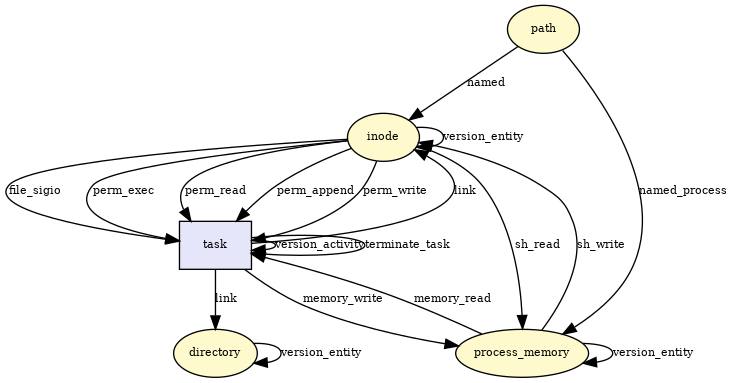 path
named
inode
version_entity
file_sigio
perm_exec
perm_read
perm_append
perm_write
link
named_process
task
version_activity
terminate_task
sh_read
sh_write
link
memory_write
memory_read
directory
version_entity
process_memory
version_entity